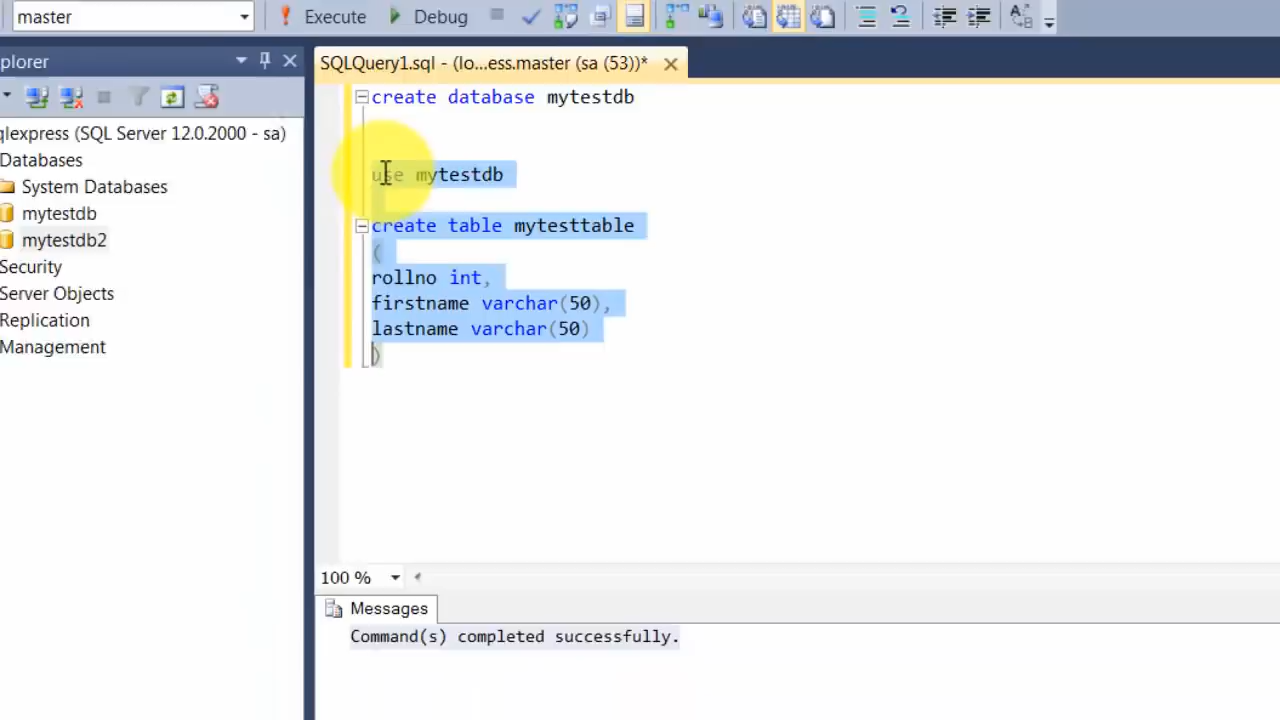 master
Execute
Debug
plorer
SQLQuery1.sql - (lo...ess.master (sa (53))*
qlexpress (SQL Server 12.0.2000 - sa)
Databases
System Databases
mytestdb
mytestdb2
Security
Server Objects
Replication
Management
create database mytestdb
use mytestdb
create table mytesttable
(
rollno int,
firstname varchar(50),
lastname varchar(50)
)
100 %
Messages
Command(s) completed successfully.